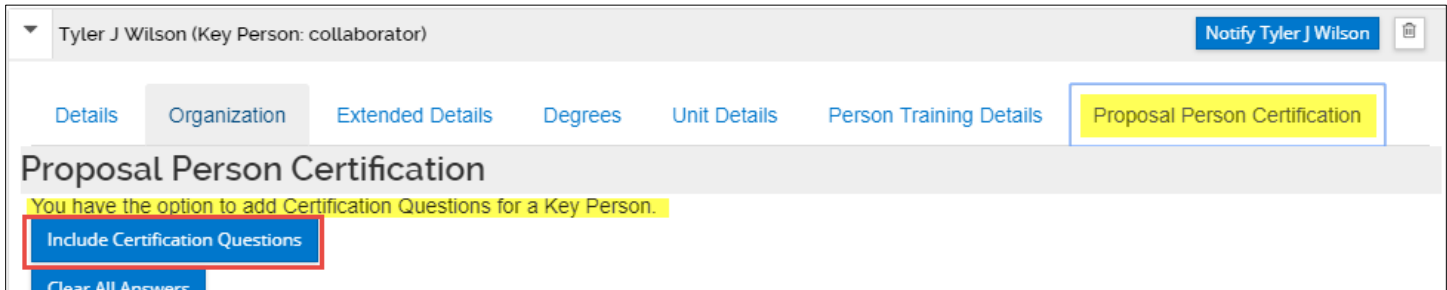 Tyler J Wilson (Key Person: collaborator)
Notify Tyler J Wilson
Details
Organization
Extended Details
Degrees
Unit Details
Person Training Details
Proposal Person Certification
Proposal Person Certification
You have the option to add Certification Questions for a Key Person.
Include Certification Questions
Clear All Answers